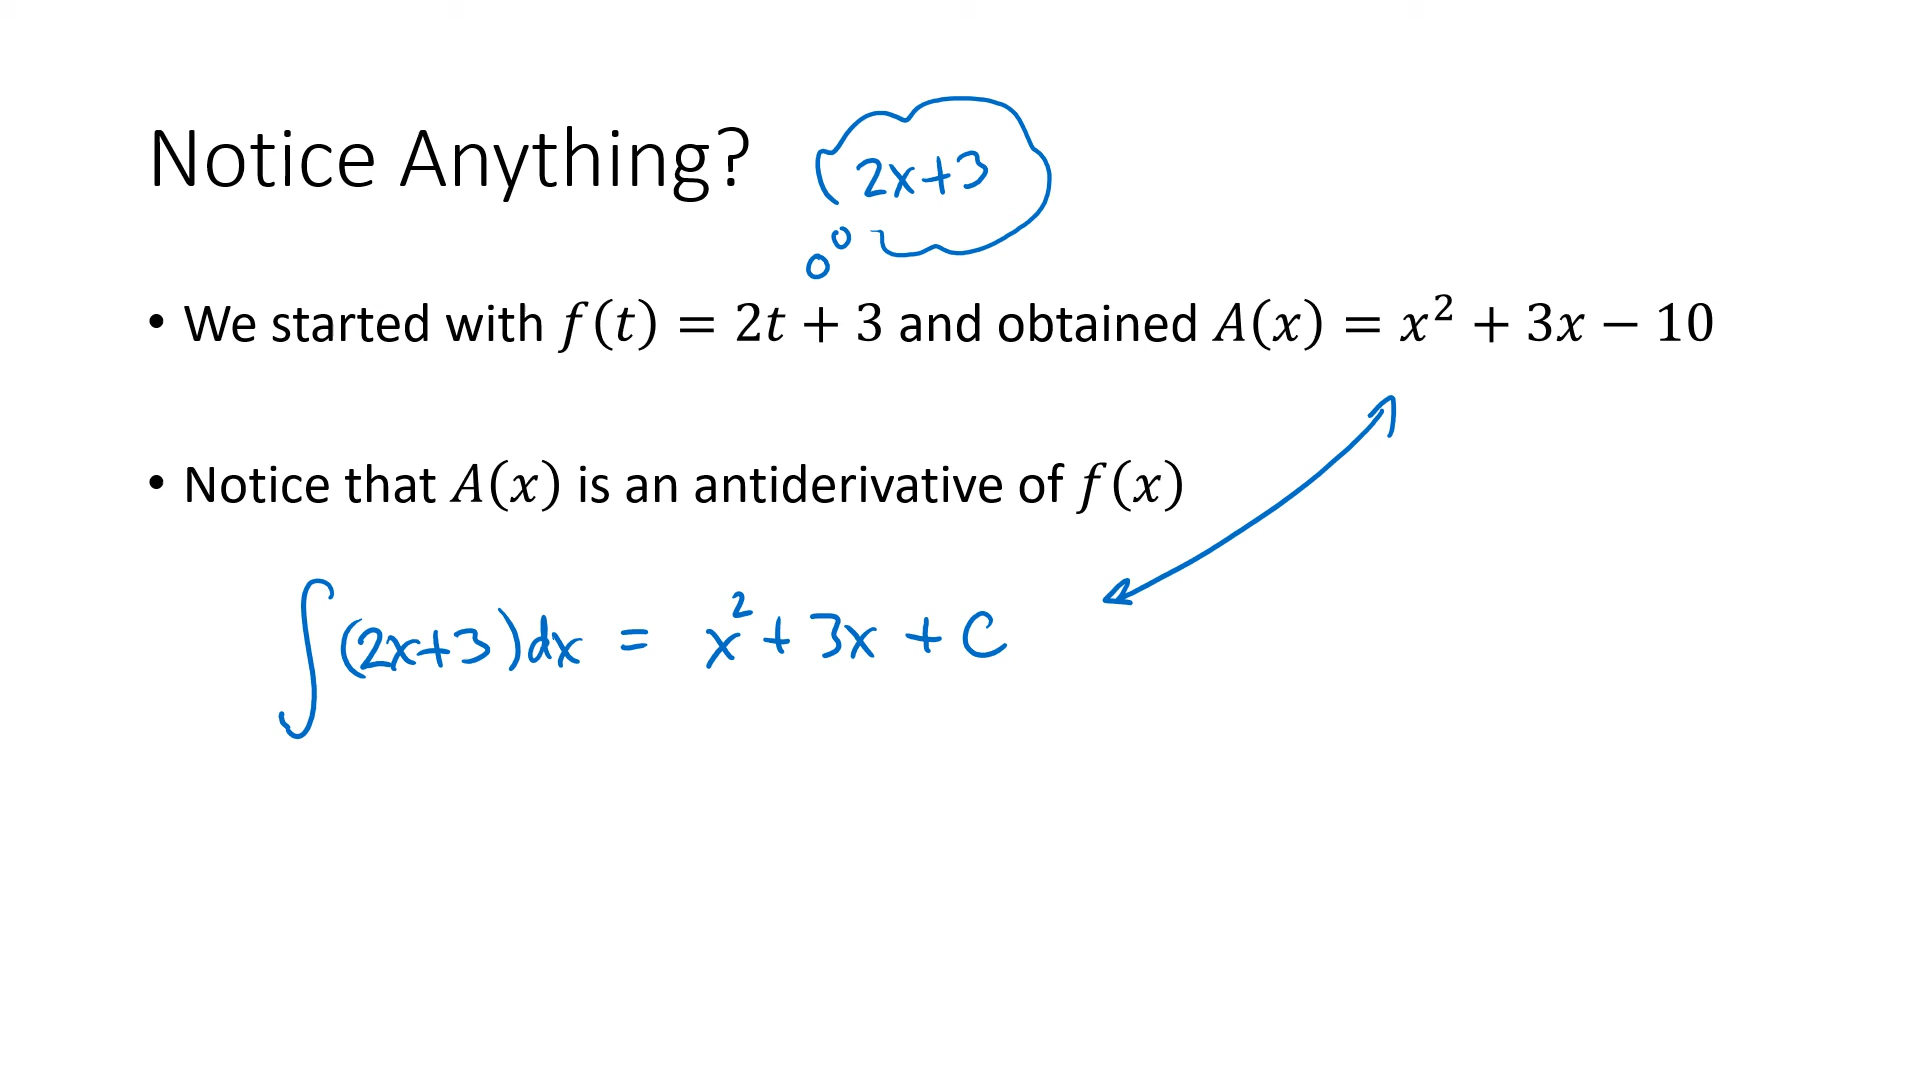 Notice Anything?
2x+3
• We started with f(t) = 2t + 3 and obtained A(x) = x² + 3x − 10
• Notice that A(x) is an antiderivative of f(x)
∫(2x+3)dx = x² + 3x + C